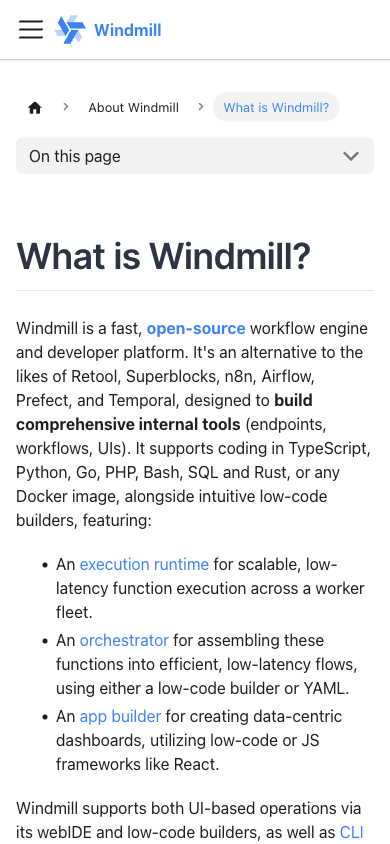 Windmill
About Windmill
What is Windmill?
On this page
What is Windmill?
Windmill is a fast, open-source workflow engine
and developer platform. It's an alternative to the
likes of Retool, Superblocks, n8n, Airflow,
Prefect, and Temporal, designed to build
comprehensive internal tools (endpoints,
workflows, UIs). It supports coding in TypeScript,
Python, Go, PHP, Bash, SQL and Rust, or any
Docker image, alongside intuitive low-code
builders, featuring:
• An execution runtime for scalable, low-
latency function execution across a worker
fleet.
• An orchestrator for assembling these
functions into efficient, low-latency flows,
using either a low-code builder or YAML.
• An app builder for creating data-centric
dashboards, utilizing low-code or JS
frameworks like React.
Windmill supports both UI-based operations via
its webIDE and low-code builders, as well as CLI